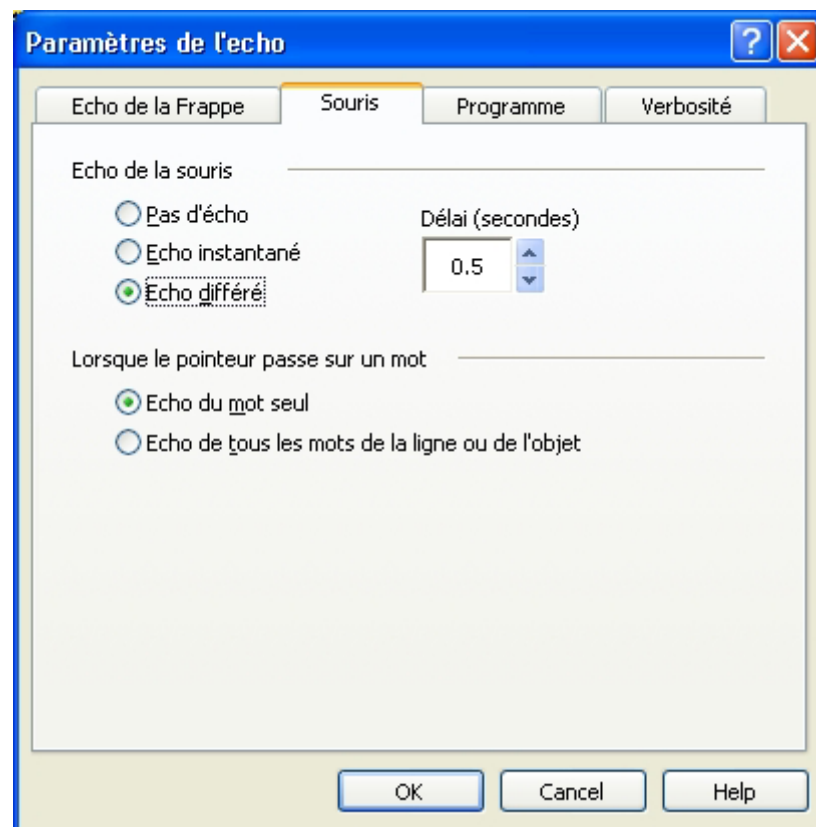 Paramètres de l'echo
Echo de la Frappe Souris Programme Verbosité
Echo de la souris
Pas d'écho
Délai (secondes)
Echo instantané
0.5
Echo différé
Lorsque le pointeur passe sur un mot
Echo du mot seul
Echo de tous les mots de la ligne ou de l'objet
OK Cancel Help